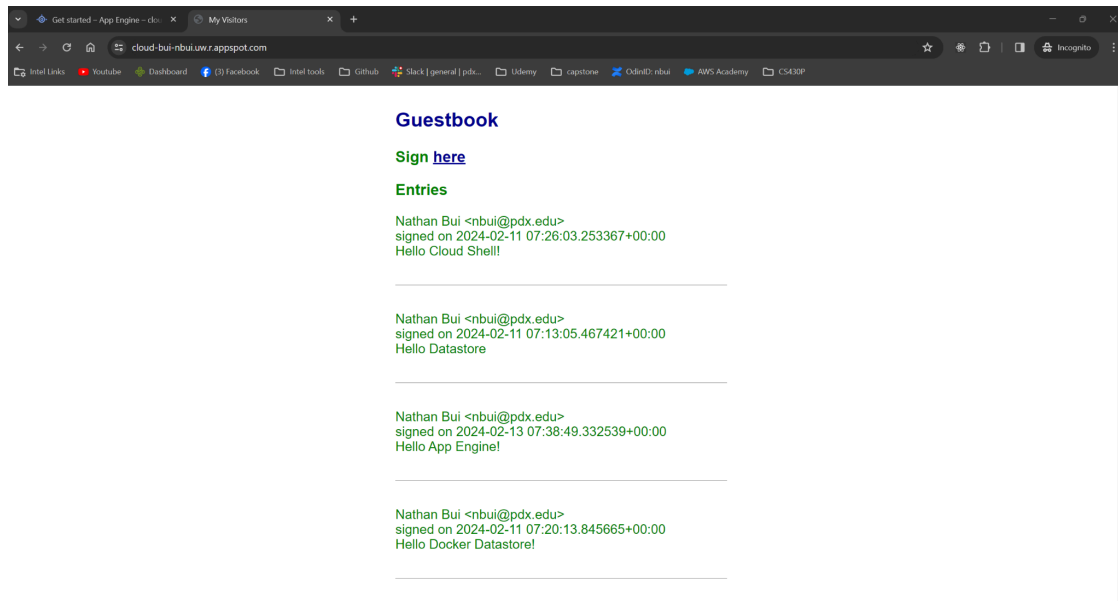 Get started – App Engine – clou
My Visitors
cloud-bui-nbui.uw.r.appspot.com
Incognito
Intel Links
Youtube
Dashboard
(3) Facebook
Intel tools
Github
Slack | general | pdx...
Udemy
capstone
OdinID: nbui
AWS Academy
CS430P
Guestbook
Sign here
Entries
Nathan Bui <nbui@pdx.edu>
signed on 2024-02-11 07:26:03.253367+00:00
Hello Cloud Shell!
Nathan Bui <nbui@pdx.edu>
signed on 2024-02-11 07:13:05.467421+00:00
Hello Datastore
Nathan Bui <nbui@pdx.edu>
signed on 2024-02-13 07:38:49.332539+00:00
Hello App Engine!
Nathan Bui <nbui@pdx.edu>
signed on 2024-02-11 07:20:13.845665+00:00
Hello Docker Datastore!